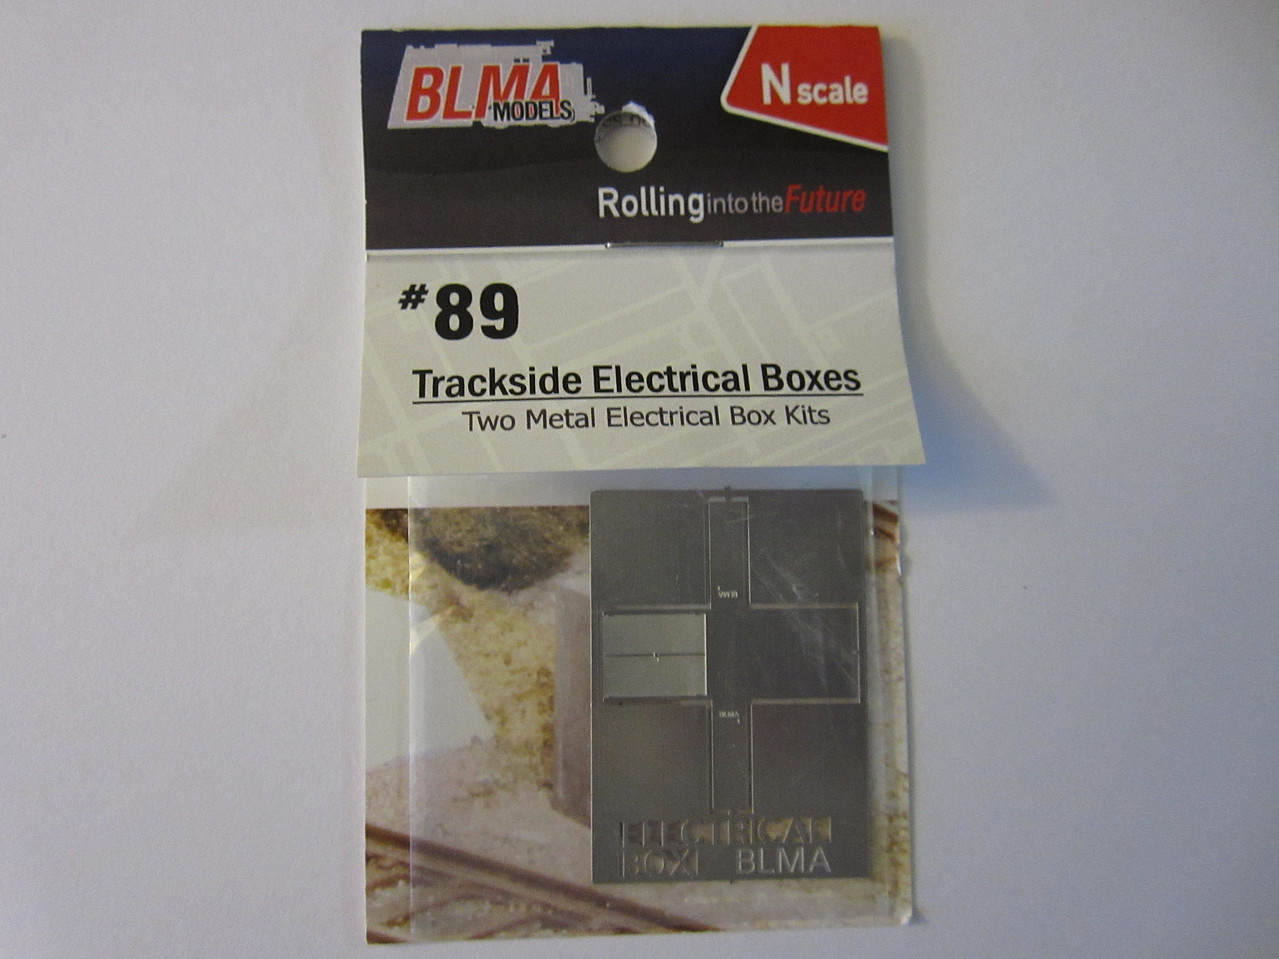 BLMA
MODELS
N scale
Rolling into the Future
#89
Trackside Electrical Boxes
Two Metal Electrical Box Kits
BLMA
ELECTRICAL
BOX BLMA